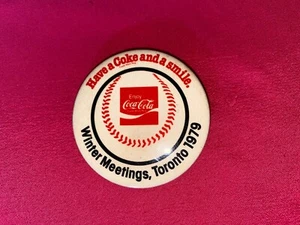 Have a Coke and a smile.
Enjoy
Coca-Cola
Winter Meetings, Toronto 1979